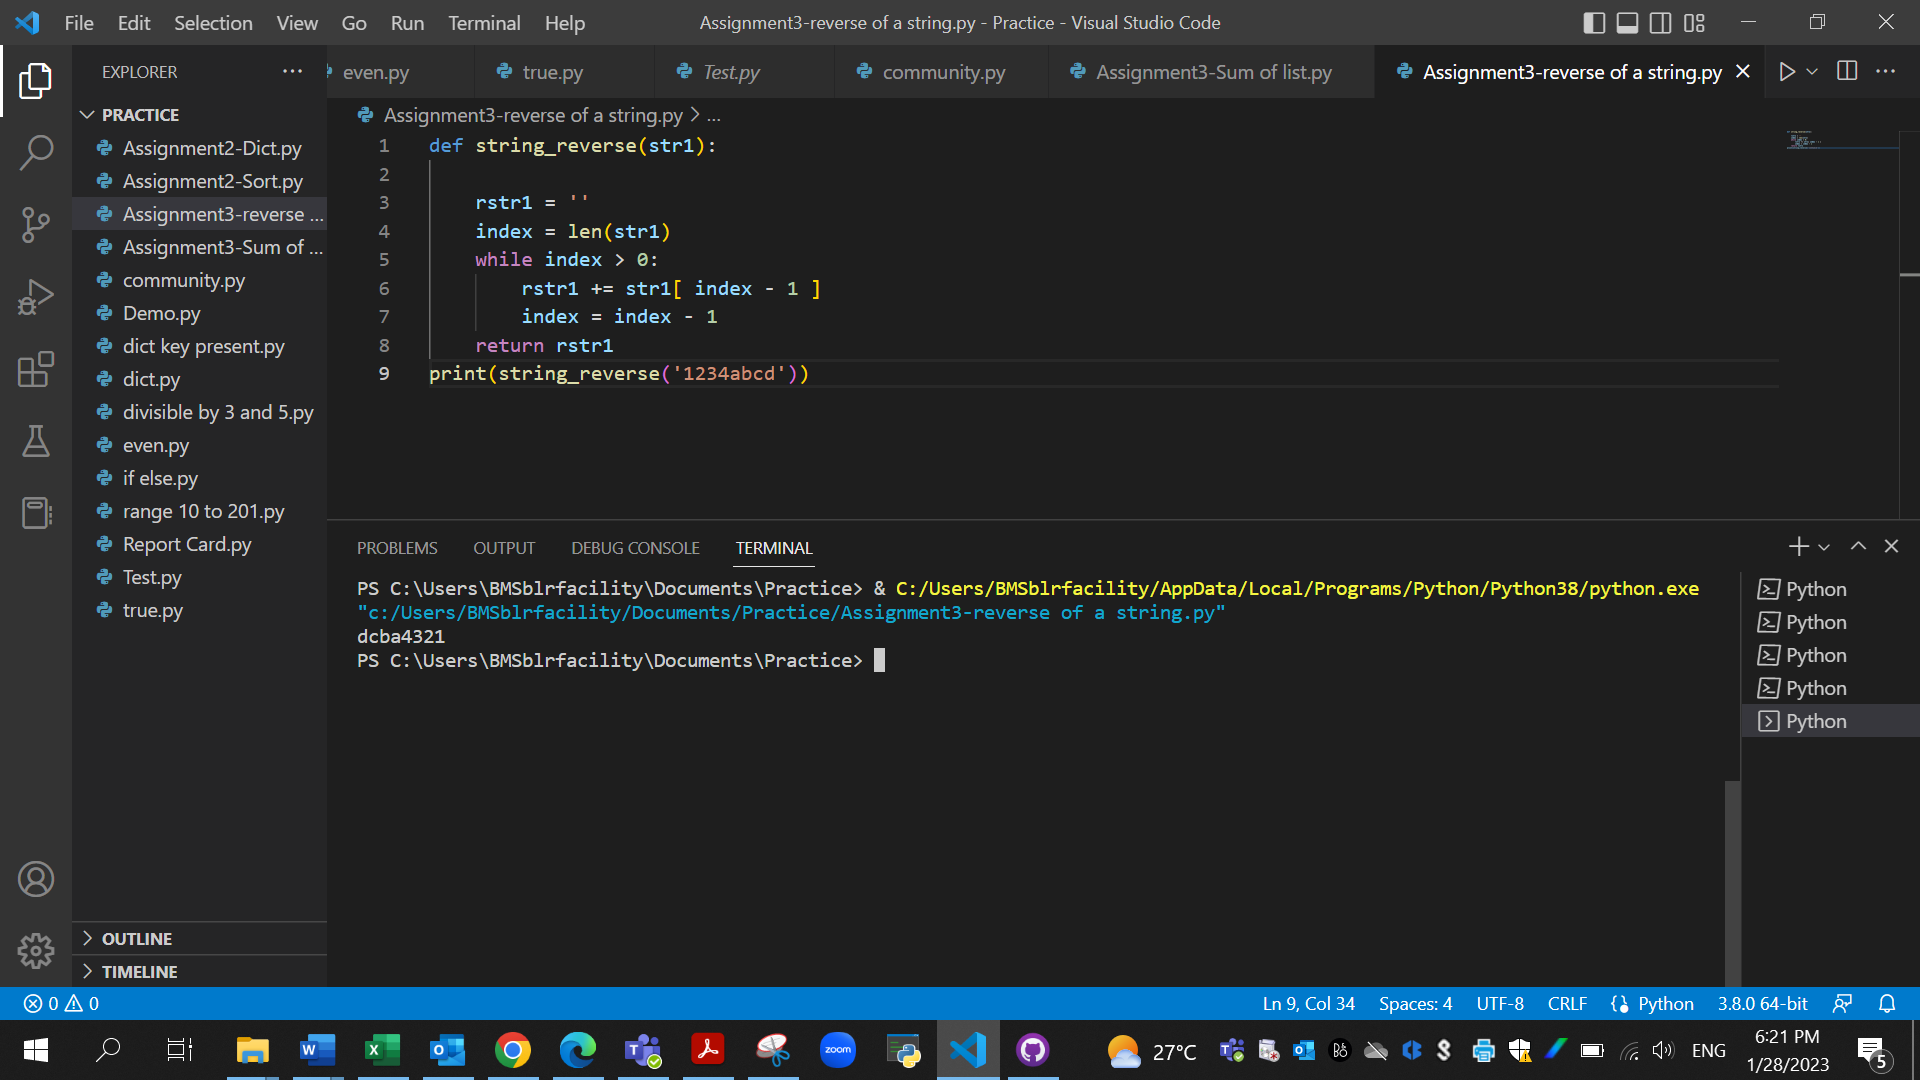 File Edit Selection View Go Run Terminal Help
Assignment3-reverse of a string.py - Practice - Visual Studio Code
EXPLORER
even.py true.py Test.py community.py Assignment3-Sum of list.py Assignment3-reverse of a string.py
PRACTICE
Assignment2-Dict.py
Assignment2-Sort.py
Assignment3-reverse ...
Assignment3-Sum of ...
community.py
Demo.py
dict key present.py
dict.py
divisible by 3 and 5.py
even.py
if else.py
range 10 to 201.py
Report Card.py
Test.py
true.py
OUTLINE
TIMELINE
Assignment3-reverse of a string.py > ...
1 def string_reverse(str1):
2
3 rstr1 = ''
4 index = len(str1)
5 while index > 0:
6 rstr1 += str1[ index - 1 ]
7 index = index - 1
8 return rstr1
9 print(string_reverse('1234abcd'))
PROBLEMS OUTPUT DEBUG CONSOLE TERMINAL
PS C:\Users\BMSblrfacility\Documents\Practice> & C:/Users/BMSblrfacility/AppData/Local/Programs/Python/Python38/python.exe
"c:/Users/BMSblrfacility/Documents/Practice/Assignment3-reverse of a string.py"
dcba4321
PS C:\Users\BMSblrfacility\Documents\Practice>
Python
Python
Python
Python
Python
0 0
Ln 9, Col 34 Spaces: 4 UTF-8 CRLF Python 3.8.0 64-bit
zoom
27°C
ENG
6:21 PM
1/28/2023
5